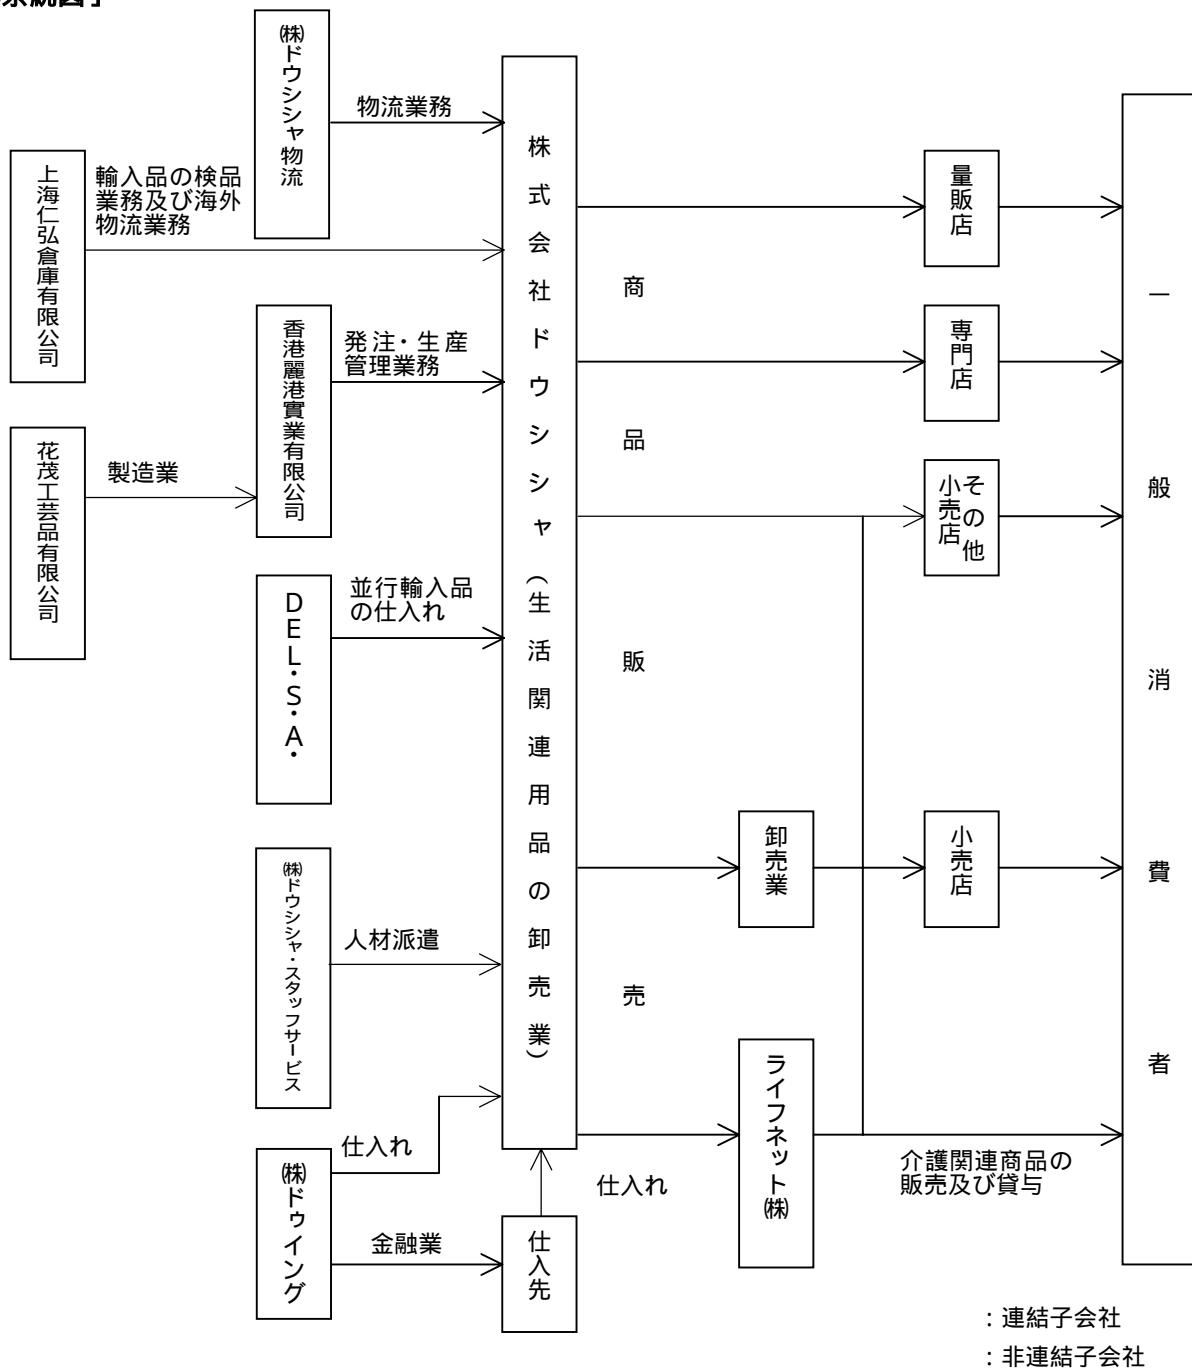 系統図】
㈱ドウシシャ物流
物流業務
上海仁弘倉庫有限公司
輸入品の検品
業務及び海外
物流業務
香港麗港實業有限公司
発注・生産
管理業務
花茂工芸品有限公司
製造業
DEL・S・A・
並行輸入品
の仕入れ
㈱ドウシシャ・スタッフサービス
人材派遣
㈱ドゥイング
仕入れ
金融業
仕入先
仕入れ
株式会社ドウシシャ(生活関連用品の卸売業)
商品販売
量販店
専門店
その他
小売店
卸売業
小売店
ライフネット㈱
介護関連商品の
販売及び貸与
一般消費者
:連結子会社
:非連結子会社